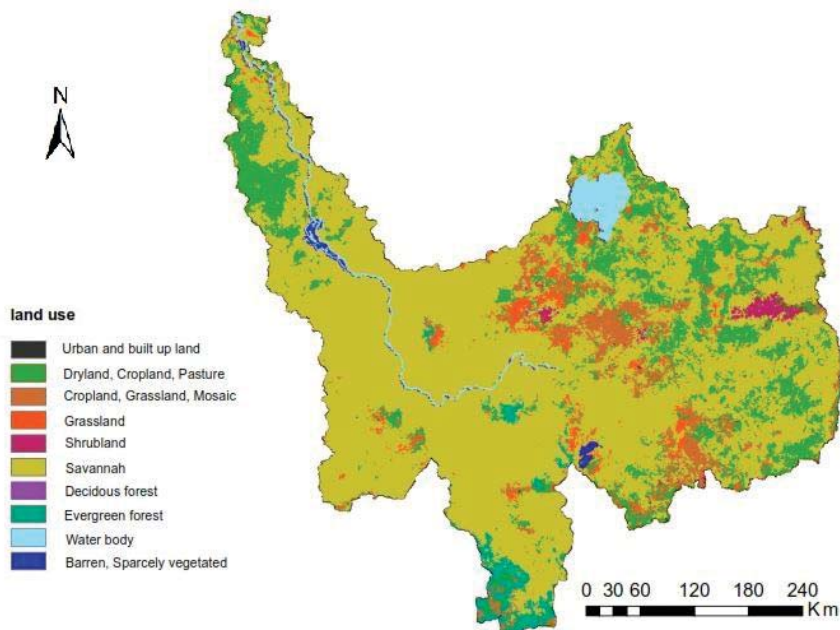 N
land use
Urban and built up land
Dryland, Cropland, Pasture
Cropland, Grassland, Mosaic
Grassland
Shrubland
Savannah
Decidous forest
Evergreen forest
Water body
Barren, Sparcely vegetated
0 30 60 120 180 240
Km